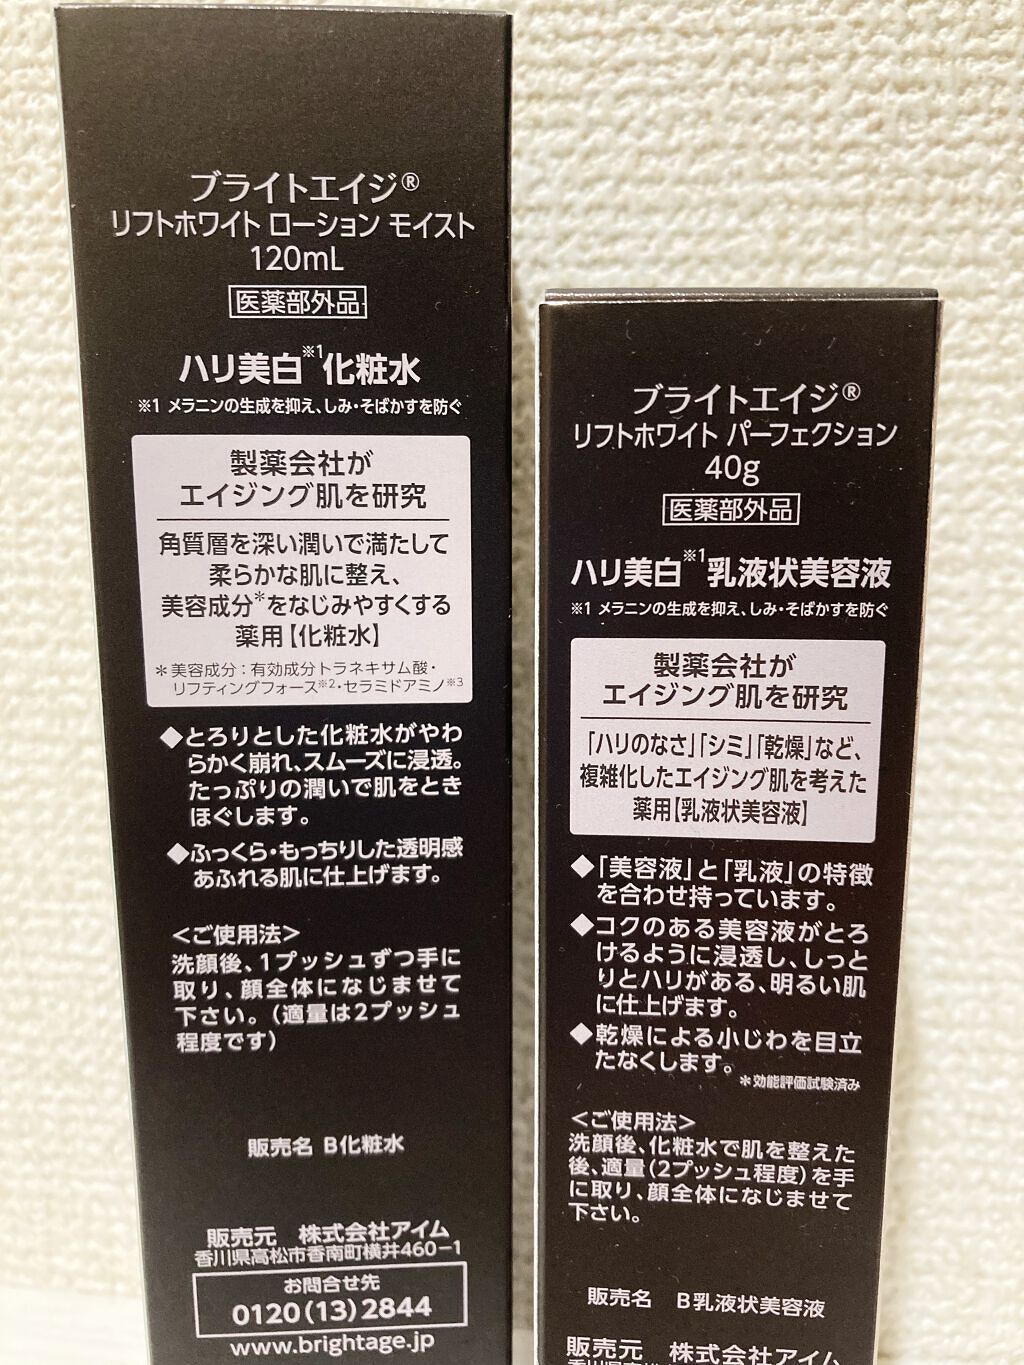 ブライトエイジ®
リフトホワイト ローション モイスト
120mL
医薬部外品
ハリ美白※1化粧水
※1 メラニンの生成を抑え、しみ・そばかすを防ぐ
製薬会社が
エイジング肌を研究
角質層を深い潤いで満たして
柔らかな肌に整え、
美容成分*をなじみやすくする
薬用【化粧水】
*美容成分:有効成分トラネキサム酸・
リフティングフォース※2・セラミドアミノ※3
◆とろりとした化粧水がやわ
らかく崩れ、スムーズに浸透。
たっぷりの潤いで肌をとき
ほぐします。
◆ふっくら・もっちりした透明感
あふれる肌に仕上げます。
<ご使用法>
洗顔後、1プッシュずつ手に
取り、顔全体になじませて
下さい。(適量は2プッシュ
程度です)
販売名 B化粧水
販売元 株式会社アイム
香川県高松市香南町横井460-1
お問合せ先
0120(13)2844
www.brightage.jp
ブライトエイジ®
リフトホワイト パーフェクション
40g
医薬部外品
ハリ美白※1乳液状美容液
※1 メラニンの生成を抑え、しみ・そばかすを防ぐ
製薬会社が
エイジング肌を研究
「ハリのなさ」「シミ」「乾燥」など、
複雑化したエイジング肌を考えた
薬用【乳液状美容液】
◆「美容液」と「乳液」の特徴
を合わせ持っています。
◆コクのある美容液がとろ
けるように浸透し、しっと
りとハリがある、明るい肌
に仕上げます。
◆乾燥による小じわを目立
たなくします。
*効能評価試験済み
<ご使用法>
洗顔後、化粧水で肌を整えた
後、適量(2プッシュ程度)を手
に取り、顔全体になじませて
下さい。
販売名 B乳液状美容液
販売元 株式会社アイム